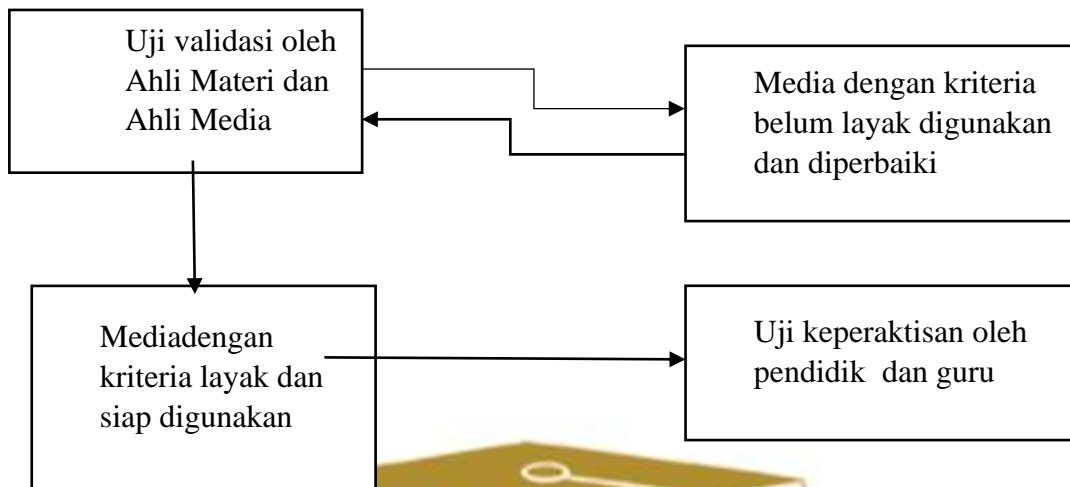 Uji validasi oleh
Ahli Materi dan
Ahli Media
Media dengan kriteria
belum layak digunakan
dan diperbaiki
Mediadengan
kriteria layak dan
siap digunakan
Uji keperaktisan oleh
pendidik dan guru